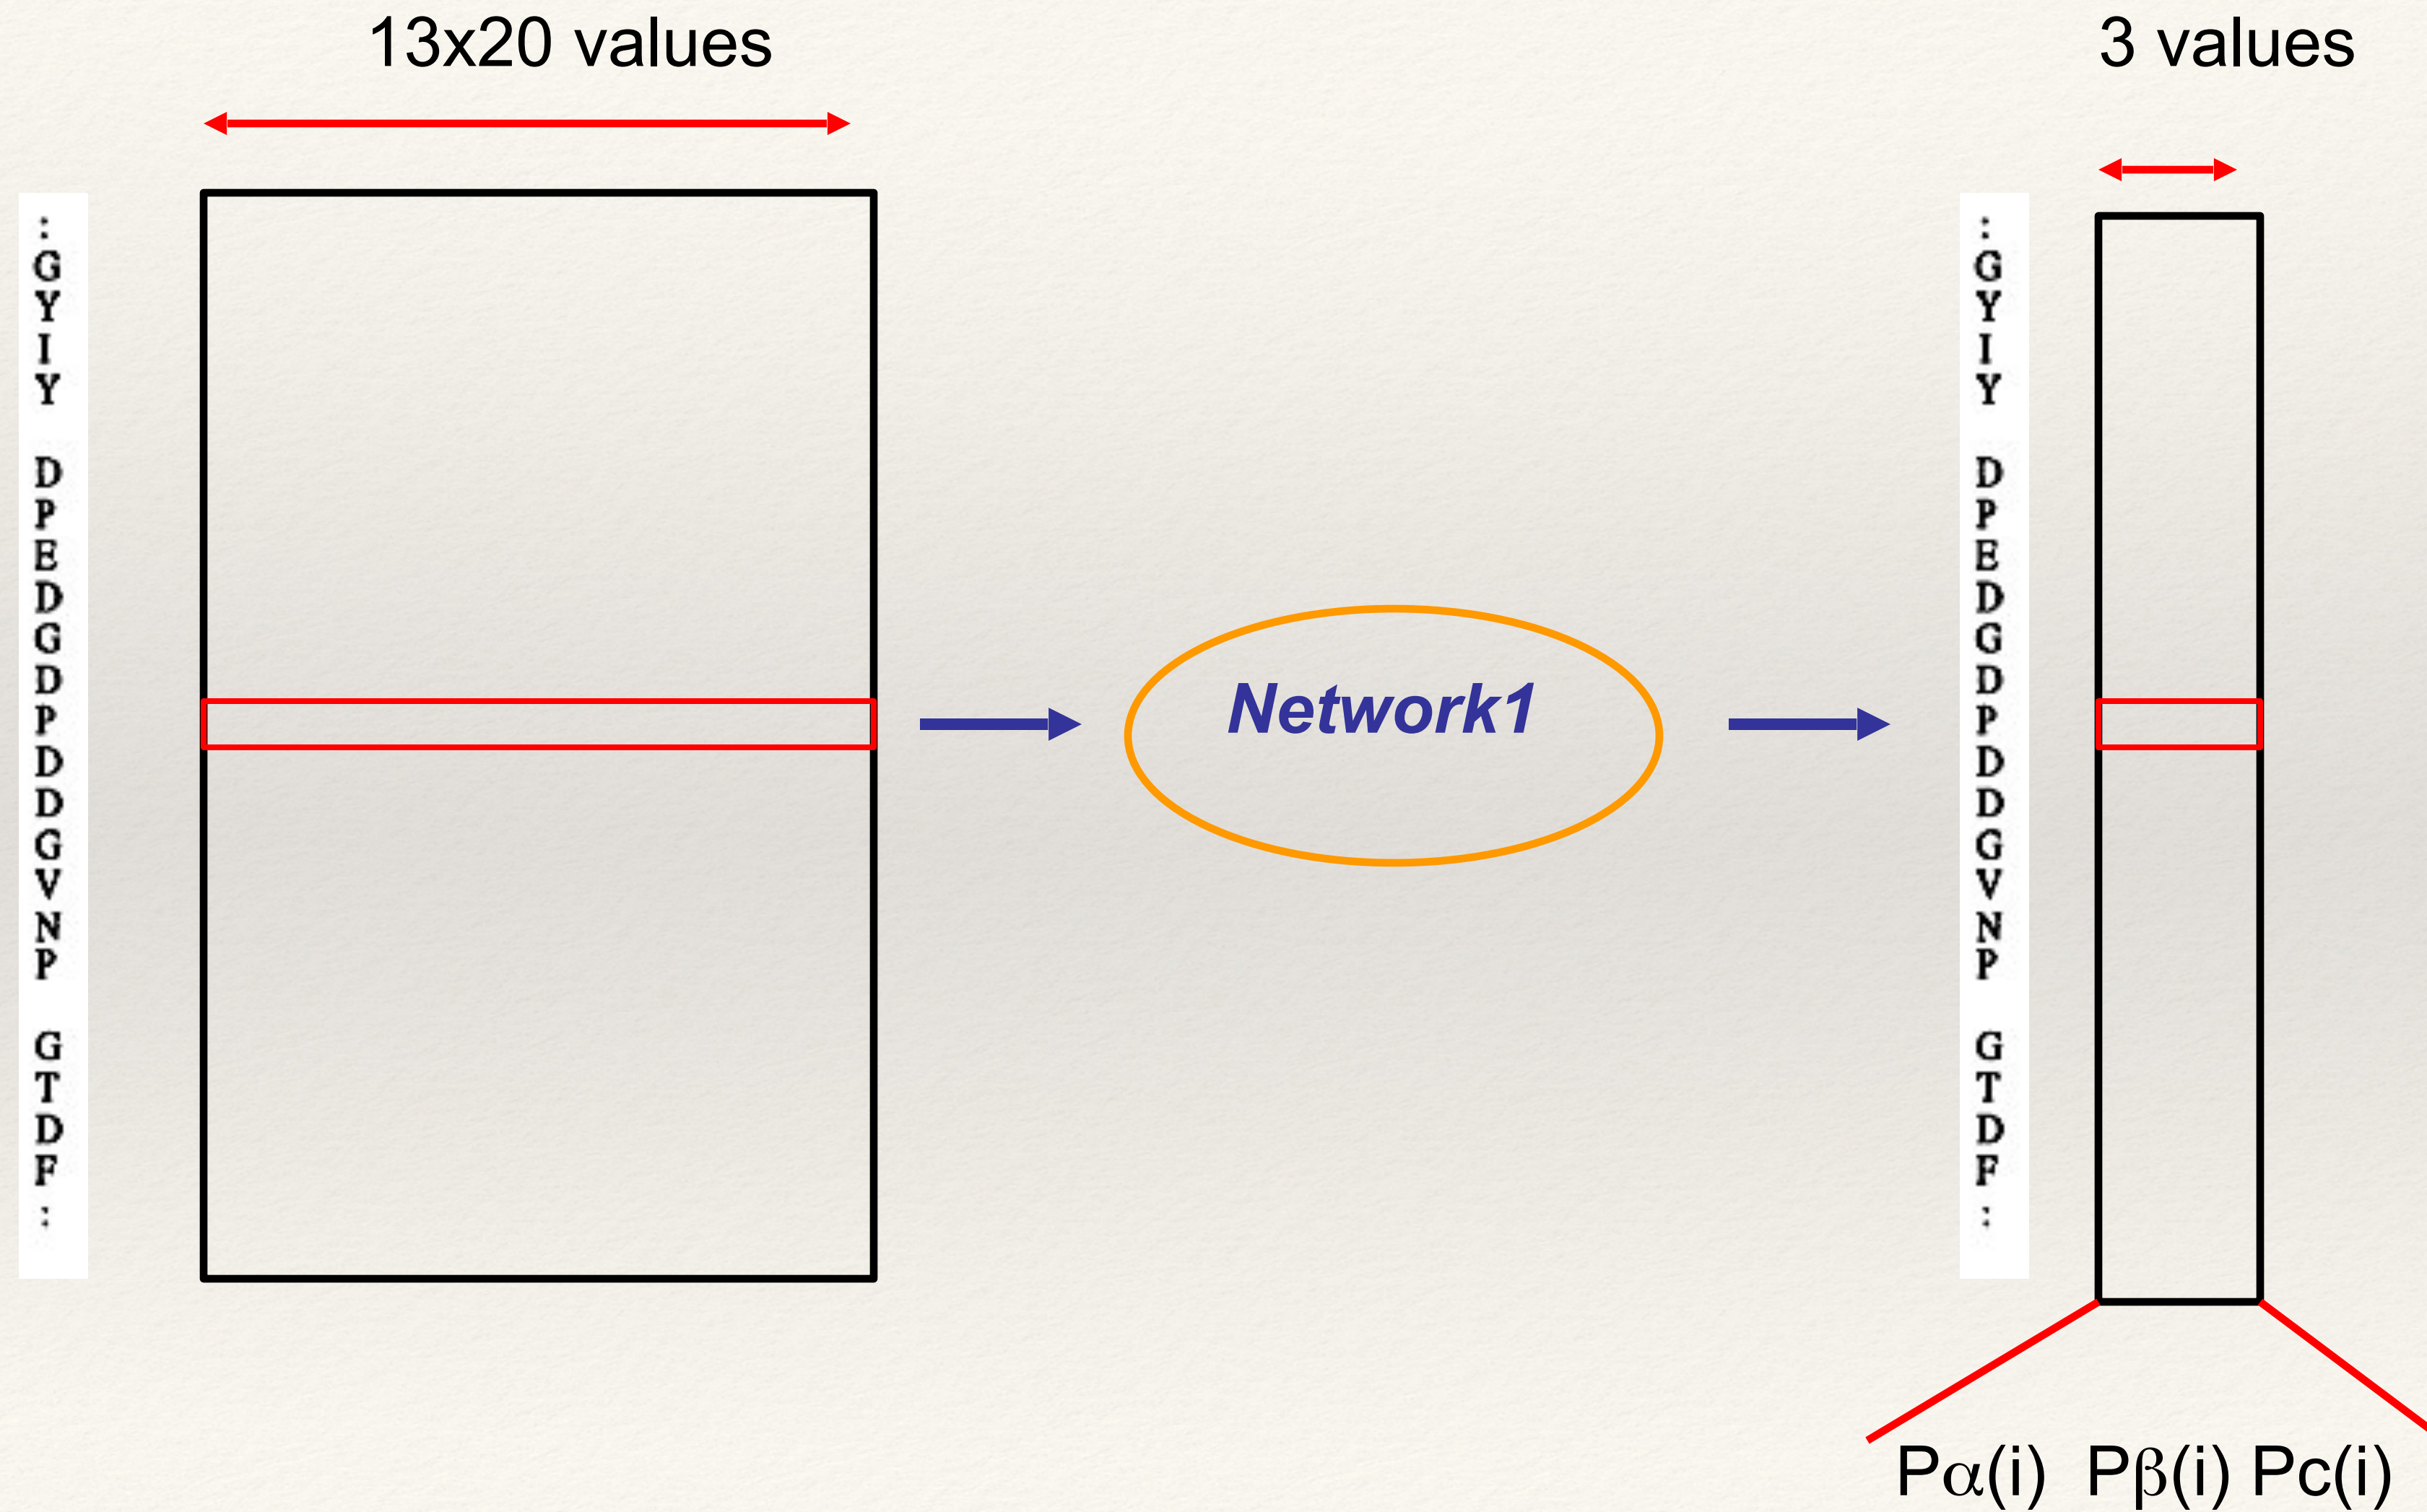 13x20 values
3 values
:
G
Y
I
Y
D
P
E
D
G
D
P
D
D
G
V
N
P
G
T
D
F
:
Network1
:
G
Y
I
Y
D
P
E
D
G
D
P
D
D
G
V
N
P
G
T
D
F
:
Pα(i) Pβ(i) Pc(i)